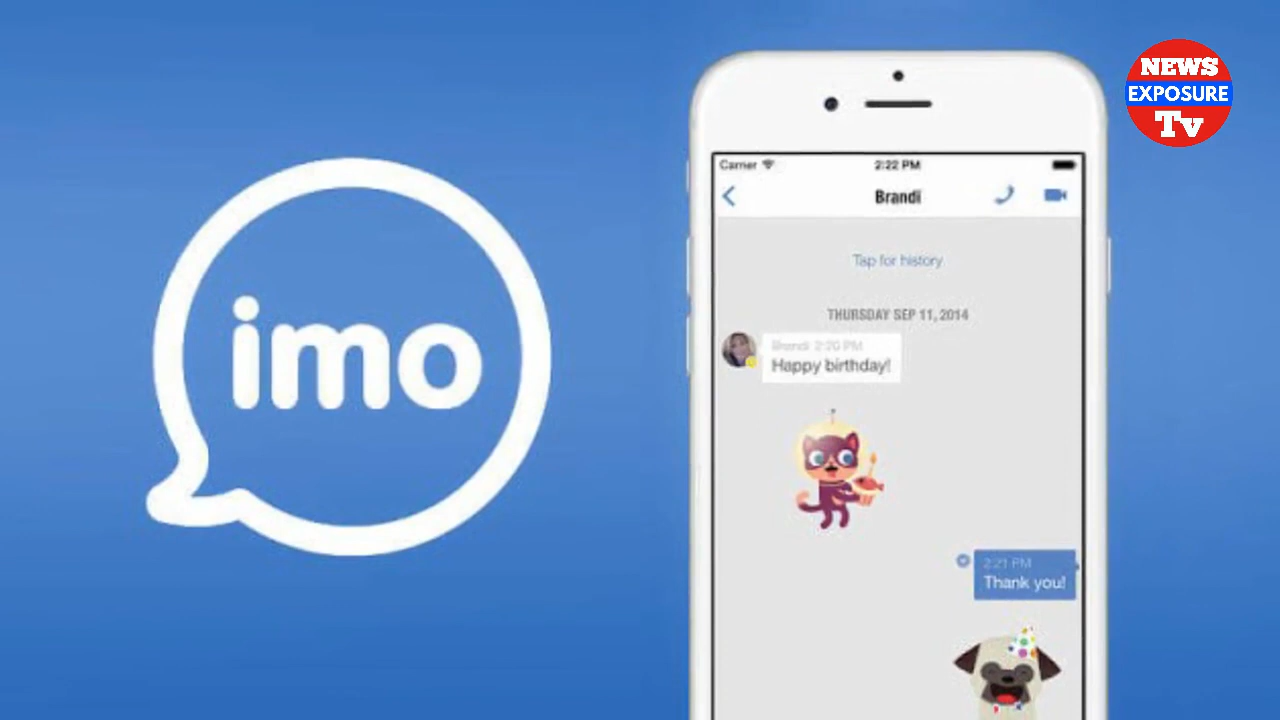 imo
NEWS
EXPOSURE
Tv
Carrier
2:22 PM
Brandi
Tap for history
THURSDAY SEP 11, 2014
Brandi 2:20 PM
Happy birthday!
2:21 PM
Thank you!